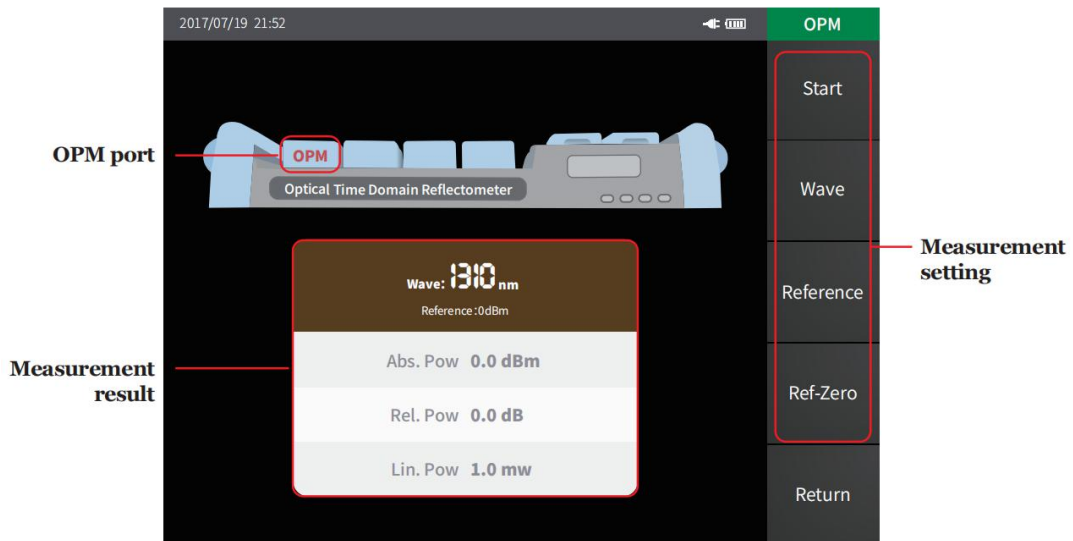 2017/07/19 21:52
OPM
Start
OPM port
OPM
Optical Time Domain Reflectometer
Wave
Measurement
setting
Wave: 1310 nm
Reference:0dBm
Reference
Measurement
result
Abs. Pow 0.0 dBm
Rel. Pow 0.0 dB
Lin. Pow 1.0 mw
Ref-Zero
Return